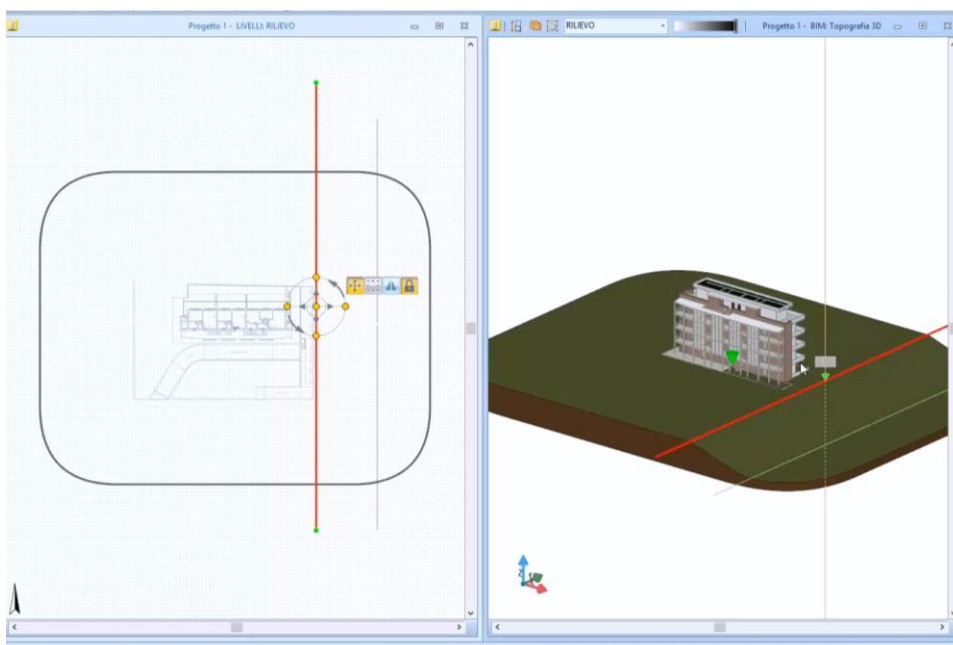 Progetto 1 - LIVELLI: RILIEVO
RILIEVO
Progetto 1 - BIM: Topografia 3D